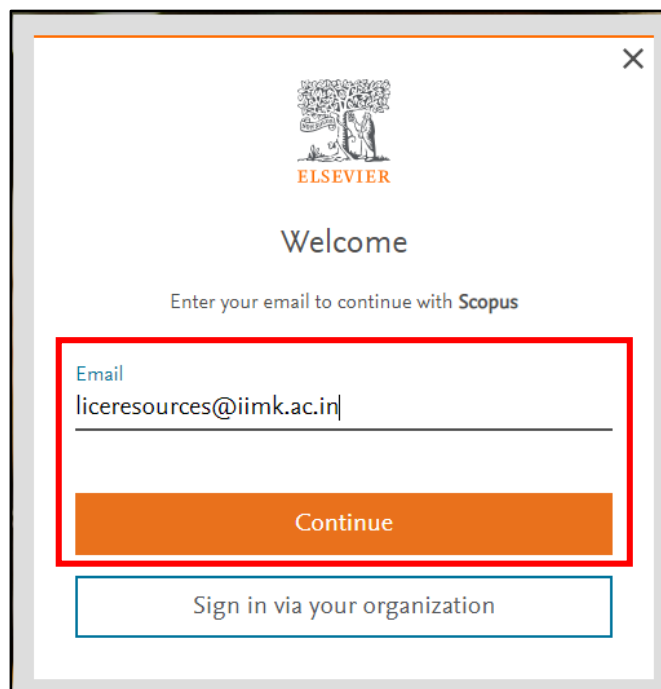 ELSEVIER
Welcome
Enter your email to continue with Scopus
Email
liceresources@iimk.ac.in
Continue
Sign in via your organization